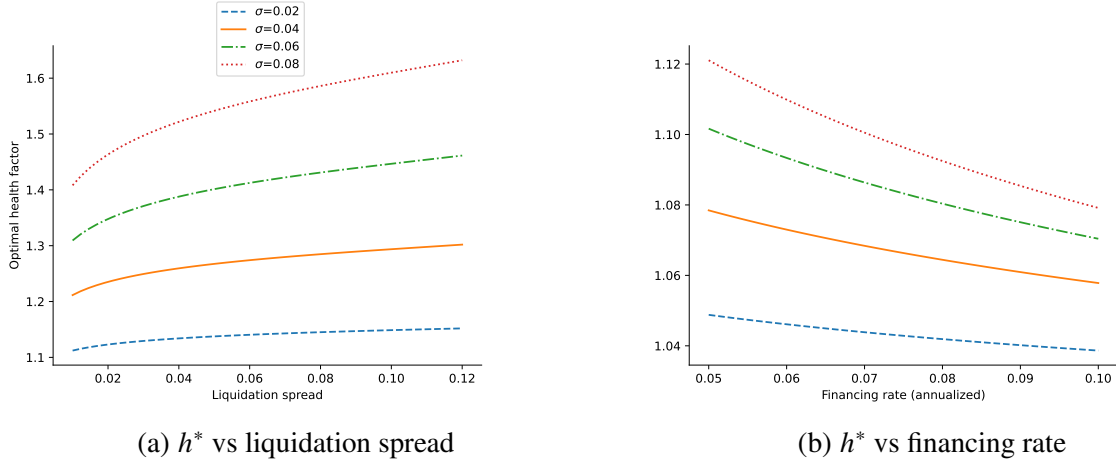 σ=0.02
σ=0.04
σ=0.06
σ=0.08
Optimal health factor
1.6
1.5
1.4
1.3
1.2
1.1
0.02 0.04 0.06 0.08 0.10 0.12
Liquidation spread
(a) h* vs liquidation spread
1.12
1.10
1.08
1.06
1.04
0.05 0.06 0.07 0.08 0.09 0.10
Financing rate (annualized)
(b) h* vs financing rate